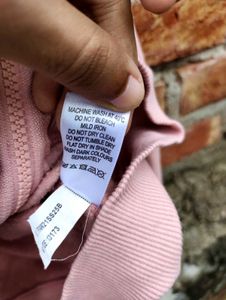 MACHINE WASH AT 40°C
DO NOT BLEACH
MILD IRON
DO NOT DRY CLEAN
DO NOT TUMBLE DRY
FLAT DRY IN SHADE
WASH DARK COLOURS
SEPARATELY